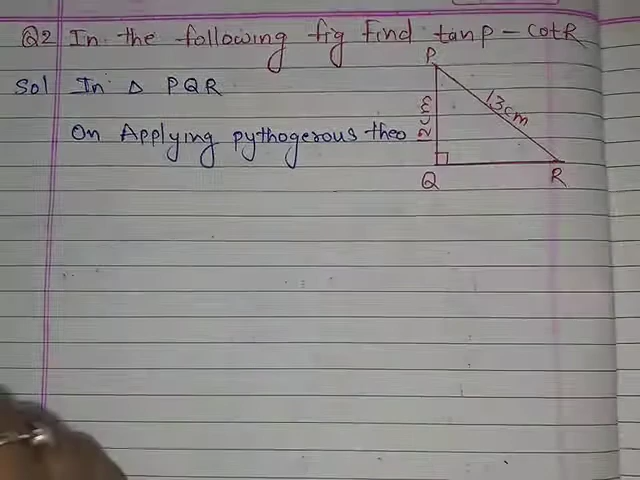 Q2 In the following fig Find tanP - cotR
Sol In △ PQR
On Applying pythogerous theo
P
12cm
13cm
Q
R